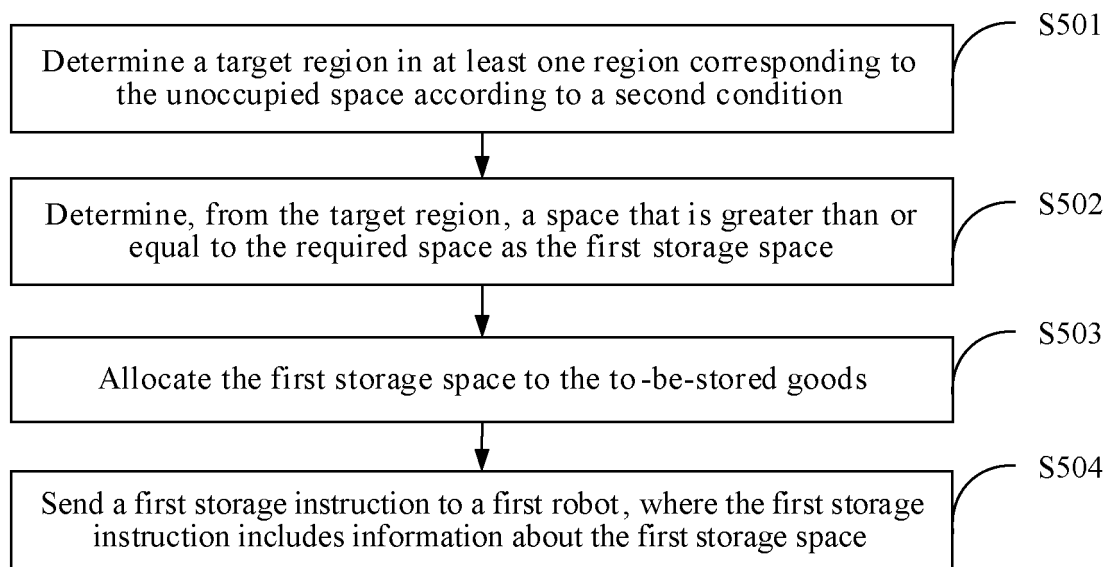 S501
Determine a target region in at least one region corresponding to
the unoccupied space according to a second condition
S502
Determine, from the target region, a space that is greater than or
equal to the required space as the first storage space
S503
Allocate the first storage space to the to-be-stored goods
S504
Send a first storage instruction to a first robot, where the first storage
instruction includes information about the first storage space